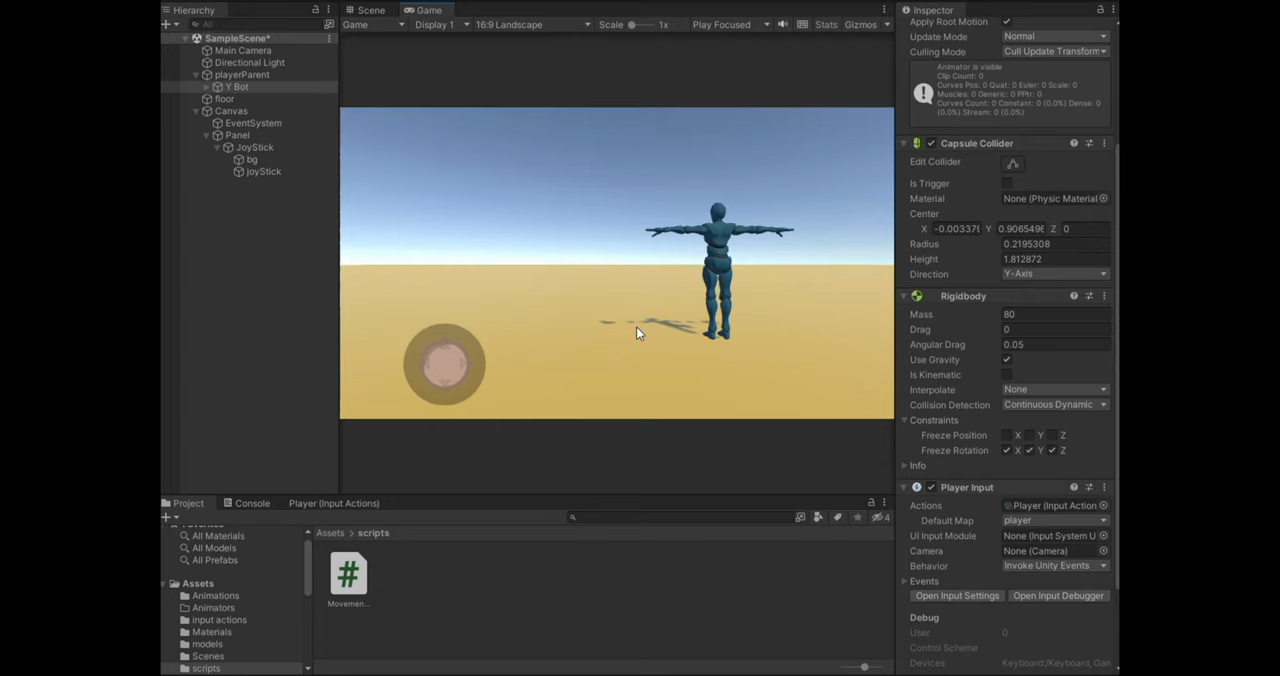 Hierarchy
All
SampleScene*
Main Camera
Directional Light
playerParent
Y Bot
floor
Canvas
EventSystem
Panel
JoyStick
bg
joyStick
Scene
Game
Game
Display 1
16:9 Landscape
Scale
1x
Play Focused
Stats
Gizmos
Inspector
Apply Root Motion
Update Mode
Normal
Culling Mode
Cull Update Transform
Animator is visible
Clip Count: 0
Curves Pos: 0 Quat: 0 Euler: 0 Scale: 0
Muscles: 0 Generic: 0 PPtr: 0
Curves Count: 0 Constant: 0 (0.0%) Dense: 0
(0.0%) Stream: 0 (0.0%)
Capsule Collider
Edit Collider
Is Trigger
Material
None (Physic Material
Center
X -0.003379 Y 0.9065496 Z 0
Radius
0.2195308
Height
1.812872
Direction
Y-Axis
Rigidbody
Mass
80
Drag
0
Angular Drag
0.05
Use Gravity
Is Kinematic
Interpolate
None
Collision Detection
Continuous Dynamic
Constraints
Freeze Position
X Y Z
Freeze Rotation
X Y Z
Info
Player Input
Actions
Player (Input Action
Default Map
player
UI Input Module
None (Input System U
Camera
None (Camera)
Behavior
Invoke Unity Events
Events
Open Input Settings
Open Input Debugger
Debug
User
0
Control Scheme
Devices
Keyboard:/Keyboard, Gan
Project
Console
Player (Input Actions)
4
Favorites
All Materials
All Models
All Prefabs
Assets
Animations
Animators
input actions
Materials
models
Scenes
scripts
Assets > scripts
#
Movemen...